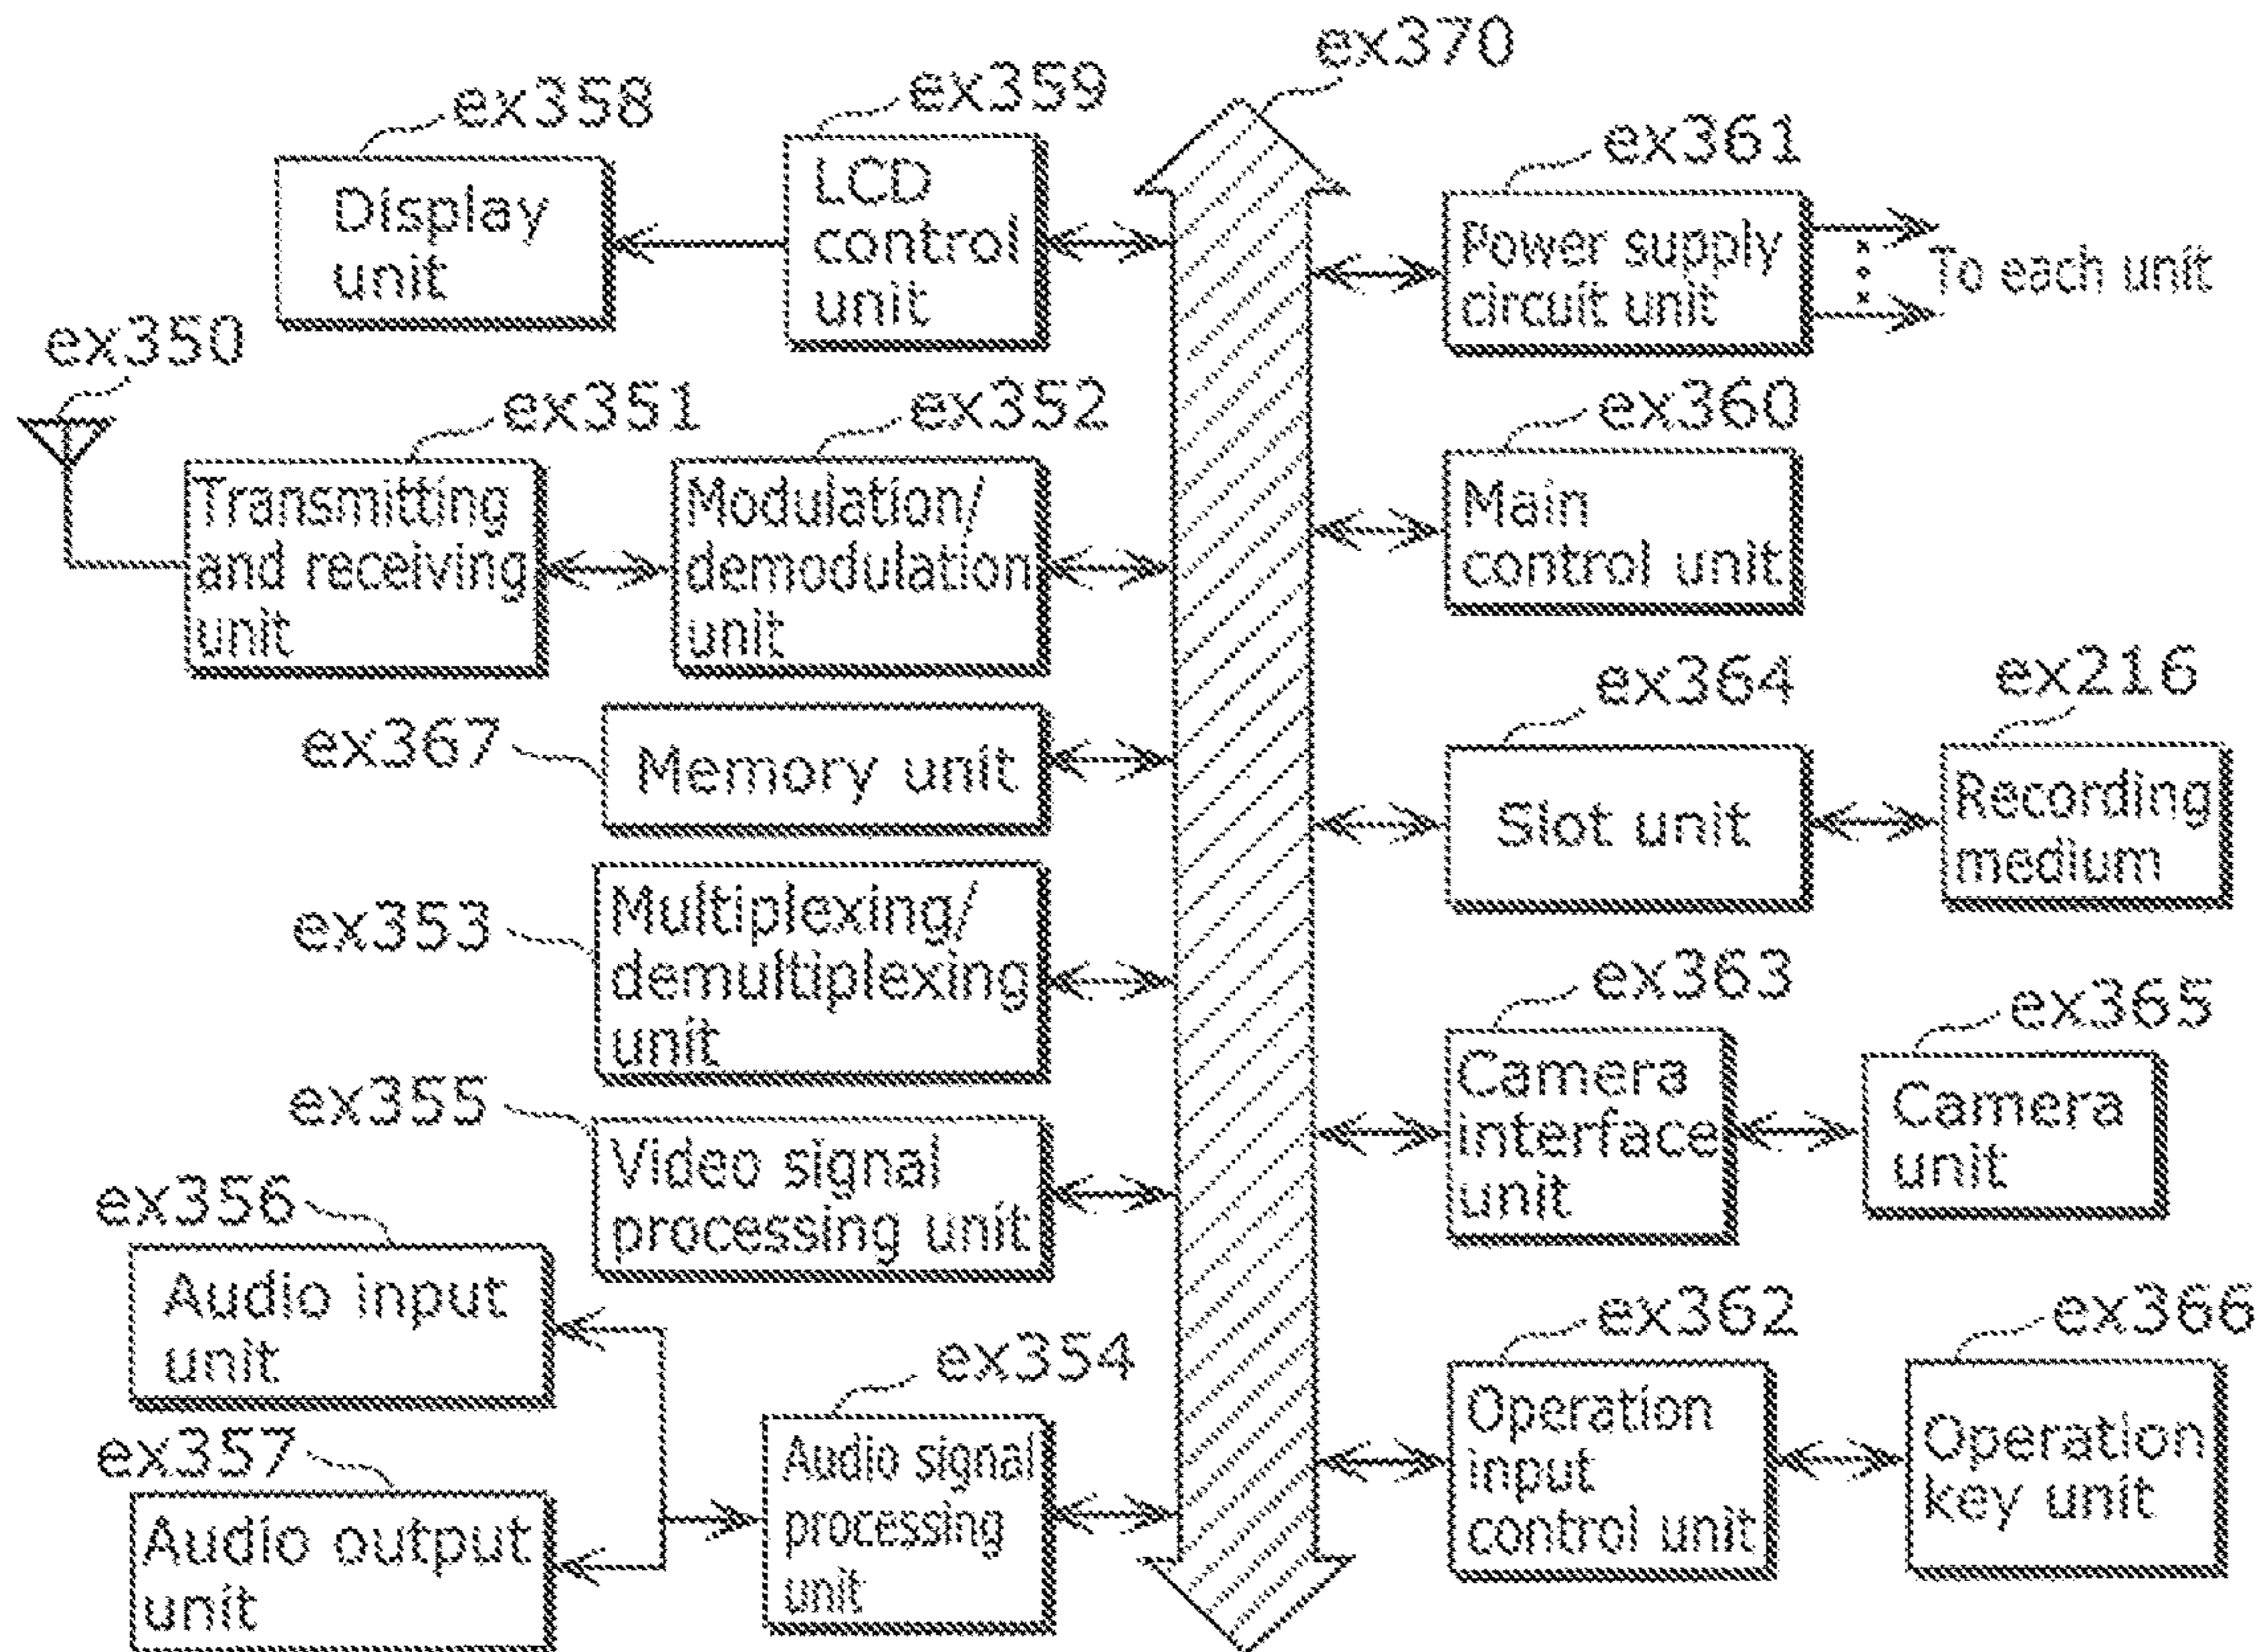 ex370
ex358
Display
unit
ex359
LCD
control
unit
ex361
Power supply
circuit unit
To each unit
ex350
ex351
Transmitting
and receiving
unit
ex352
Modulation/
demodulation
unit
ex360
Main
control unit
ex367
Memory unit
ex364
Slot unit
ex216
Recording
medium
ex353
Multiplexing/
demultiplexing
unit
ex363
Camera
interface
unit
ex365
Camera
unit
ex355
Video signal
processing unit
ex356
Audio input
unit
ex357
Audio output
unit
ex354
Audio signal
processing
unit
ex362
Operation
input
control unit
ex366
Operation
key unit